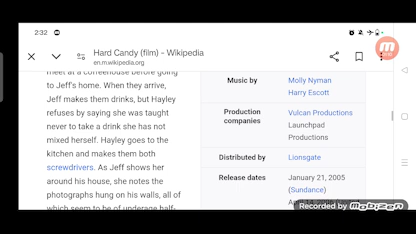 2:32
Hard Candy (film) - Wikipedia
en.m.wikipedia.org
meet at a coffeehouse before going
to Jeff's home. When they arrive,
Jeff makes them drinks, but Hayley
refuses by saying she was taught
never to take a drink she has not
mixed herself. Hayley goes to the
kitchen and makes them both
screwdrivers. As Jeff shows her
around his house, she notes the
photographs hung on his walls, all of
which seem to be of underage half-
Music by
Molly Nyman
Harry Escott
Production
companies
Vulcan Productions
Launchpad
Productions
Distributed by
Lionsgate
Release dates
January 21, 2005
(Sundance)
Recorded by mobizen